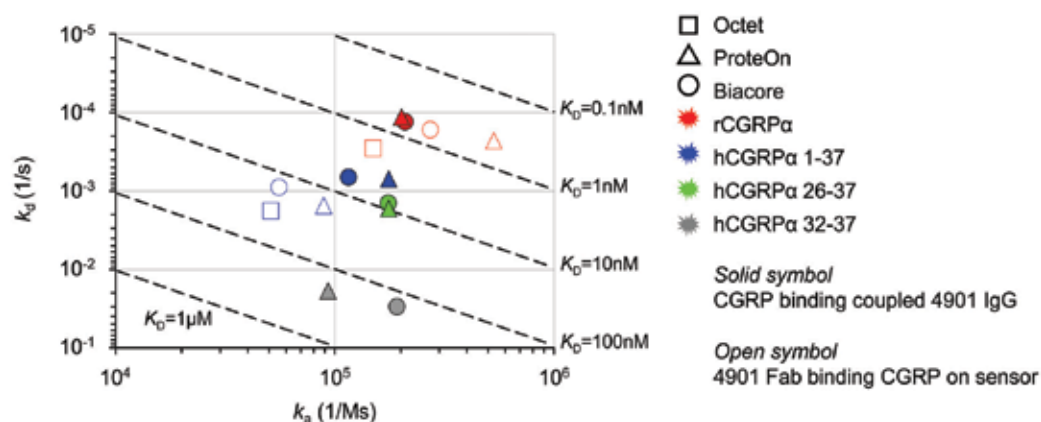 10⁻⁵
10⁻⁴
10⁻³
10⁻²
10⁻¹
k_d (1/s)
10⁴
10⁵
10⁶
k_a (1/Ms)
K_D=0.1nM
K_D=1nM
K_D=10nM
K_D=100nM
K_D=1µM
Octet
ProteOn
Biacore
rCGRPα
hCGRPα 1-37
hCGRPα 26-37
hCGRPα 32-37
Solid symbol
CGRP binding coupled 4901 IgG
Open symbol
4901 Fab binding CGRP on sensor